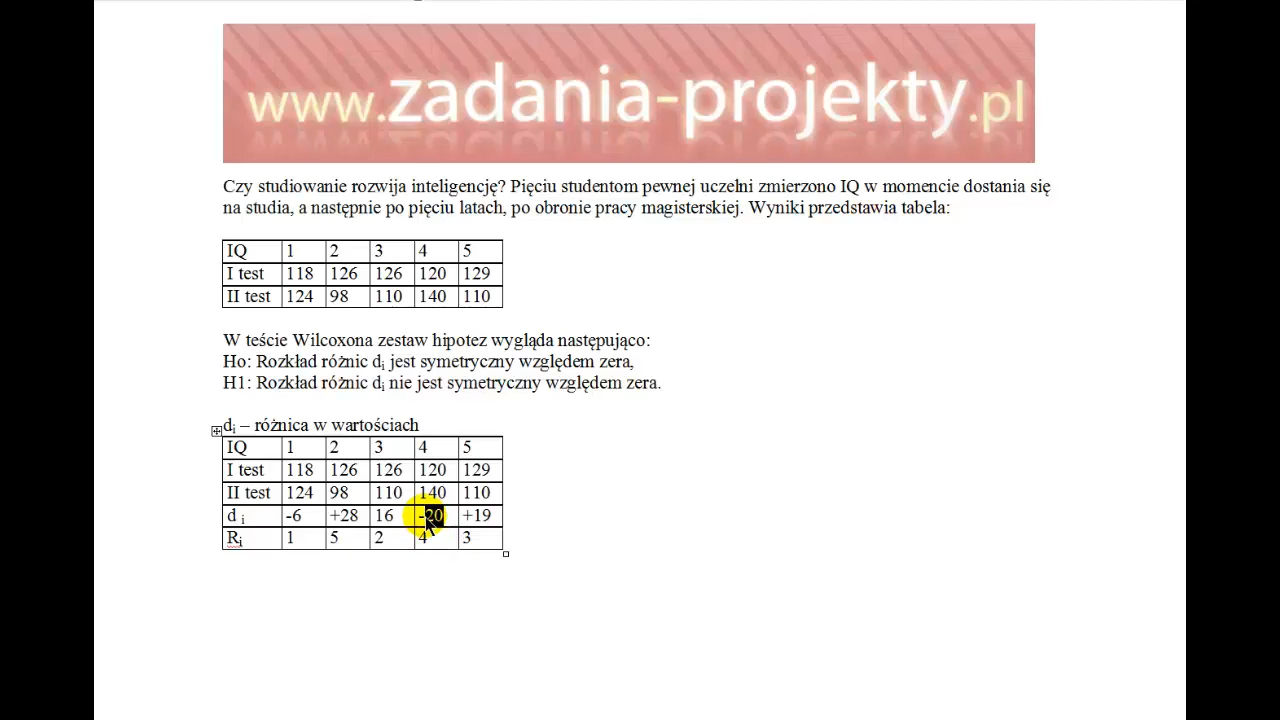 www.zadania-projekty.pl
Czy studiowanie rozwija inteligencję? Pięciu studentom pewnej uczelni zmierzono IQ w momencie dostania się
na studia, a następnie po pięciu latach, po obronie pracy magisterskiej. Wyniki przedstawia tabela:
IQ 1 2 3 4 5
I test 118 126 126 120 129
II test 124 98 110 140 110
W teście Wilcoxona zestaw hipotez wygląda następująco:
Ho: Rozkład różnic di jest symetryczny względem zera,
H1: Rozkład różnic di nie jest symetryczny względem zera.
di – różnica w wartościach
IQ 1 2 3 4 5
I test 118 126 126 120 129
II test 124 98 110 140 110
d i -6 +28 16 -20 +19
Ri 1 5 2 4 3